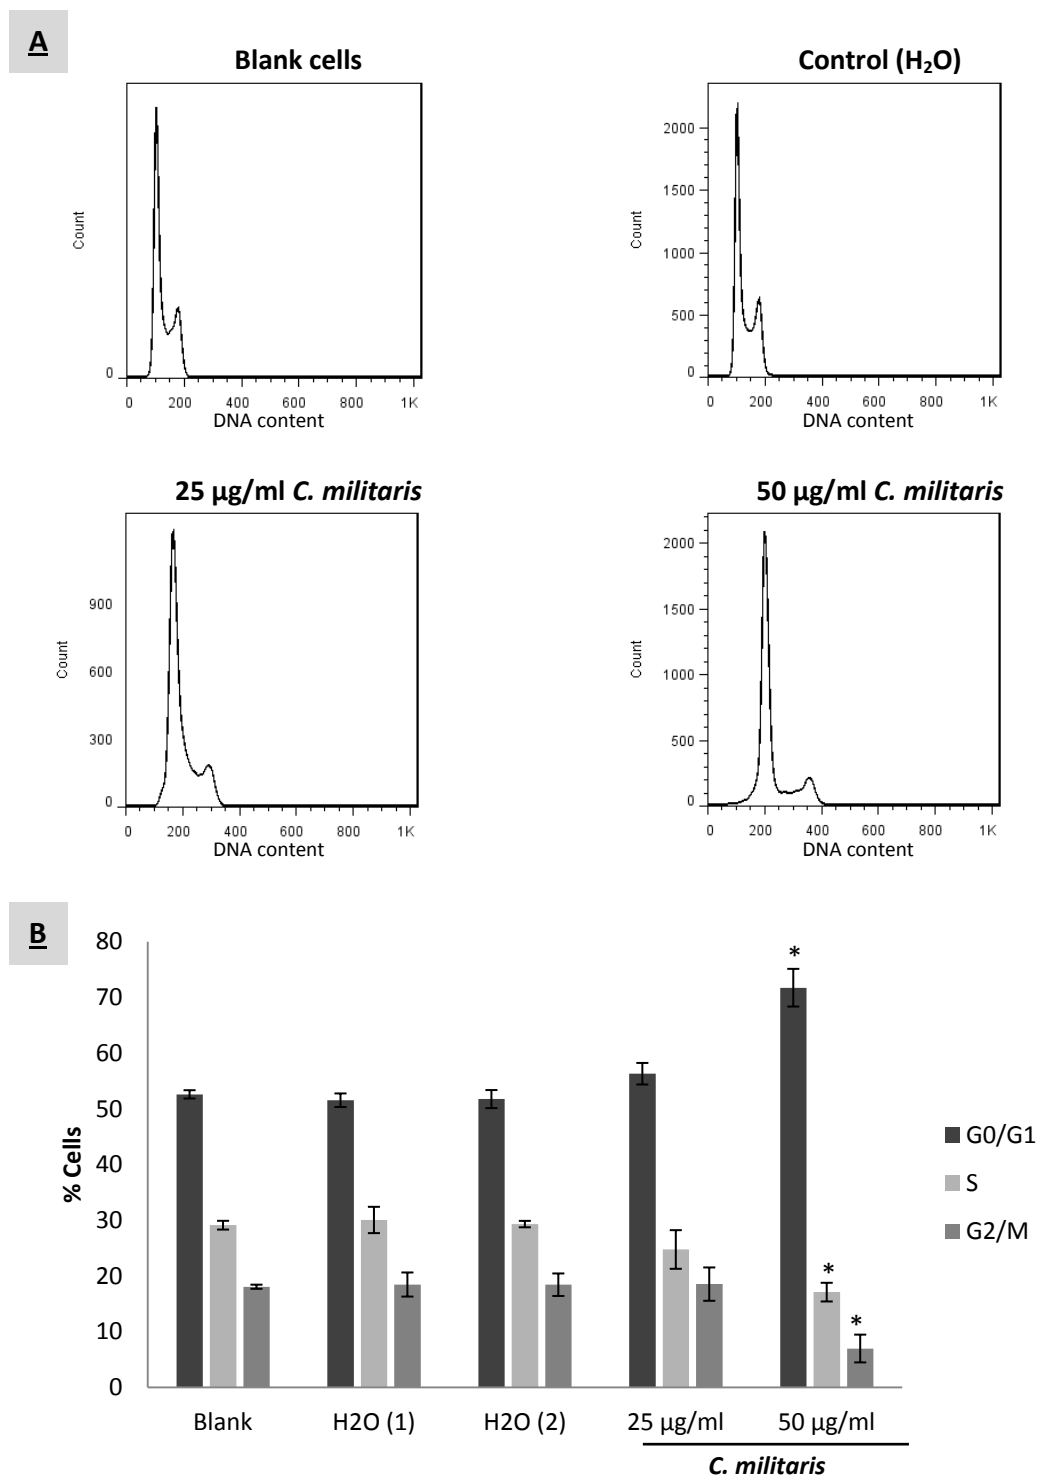 A
Blank cells
Control (H₂O)
Count
0
0 200 400 600 800 1K
DNA content
2000
1500
1000
500
0
Count
0 200 400 600 800 1K
DNA content
25 µg/ml C. militaris
50 µg/ml C. militaris
900
600
300
0
Count
0 200 400 600 800 1K
DNA content
2000
1500
1000
500
0
Count
0 200 400 600 800 1K
DNA content
B
80
70
60
50
40
30
20
10
0
% Cells
*
*
*
G0/G1
S
G2/M
Blank H2O (1) H2O (2) 25 µg/ml 50 µg/ml
C. militaris